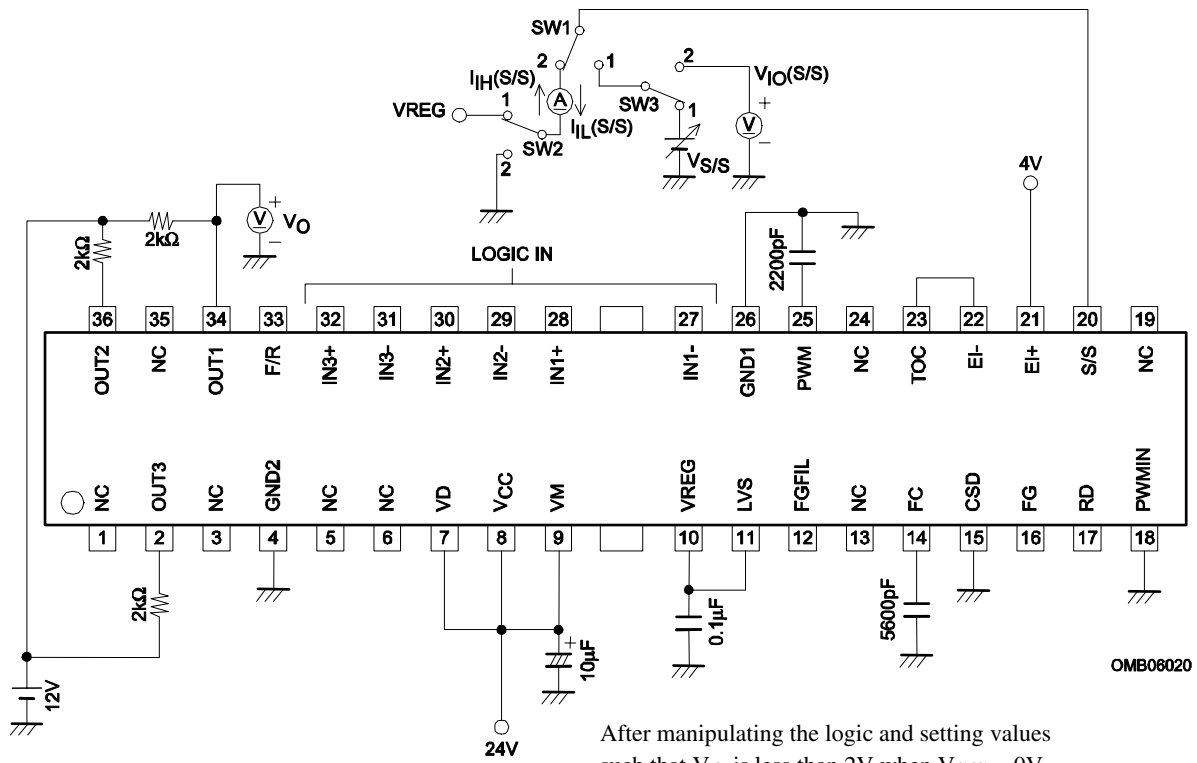 SW1
2
1
2
V_IO(S/S)
I_IH(S/S)
A
+
V
−
SW3
1
VREG
1
I_IL(S/S)
SW2
V_S/S
2
4V
+
V
−
V_O
2kΩ
2kΩ
LOGIC IN
2200pF
36 35 34 33 32 31 30 29 28 27 26 25 24 23 22 21 20 19
OUT2 NC OUT1 F/R IN3+ IN3- IN2+ IN2- IN1+ IN1- GND1 PWM NC TOC EI- EI+ S/S NC
NC OUT3 NC GND2 NC NC VD VCC VM VREG LVS FGFIL NC FC CSD FG RD PWMIN
1 2 3 4 5 6 7 8 9 10 11 12 13 14 15 16 17 18
2kΩ
+
10μF
0.1μF
5600pF
OMB06020
12V
24V
After manipulating the logic and setting values